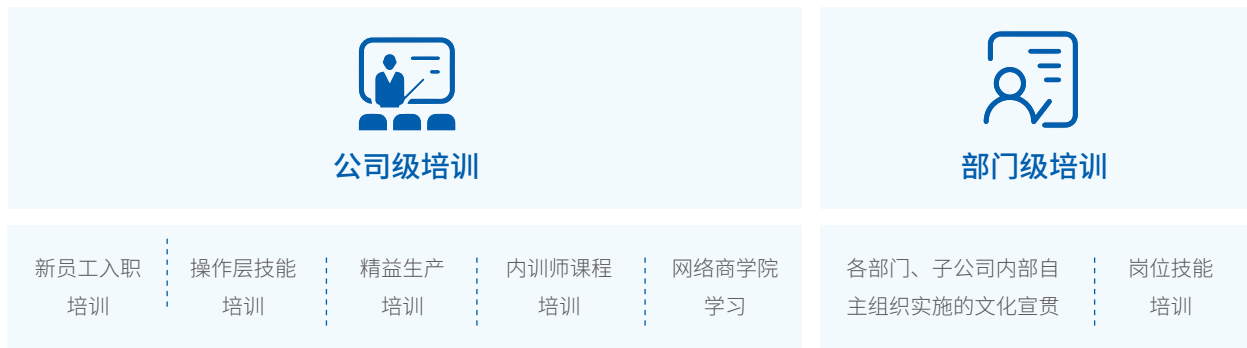 公司级培训
部门级培训
新员工入职
培训
操作层技能
培训
精益生产
培训
内训师课程
培训
网络商学院
学习
各部门、子公司内部自
主组织实施的文化宣贯
岗位技能
培训